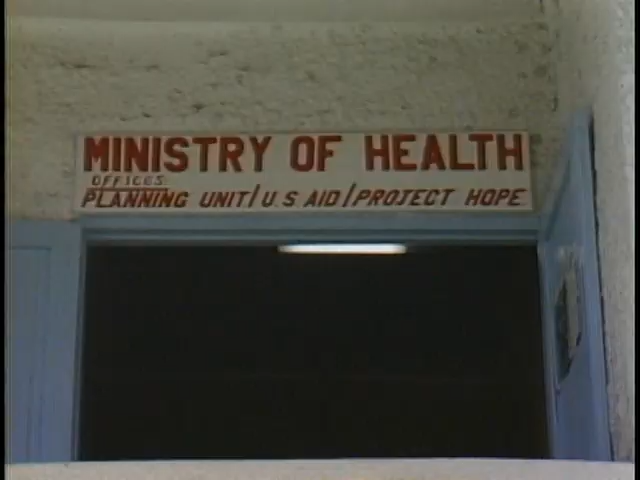 MINISTRY OF HEALTH
OFFICES:
PLANNING UNIT/U.S AID/PROJECT HOPE